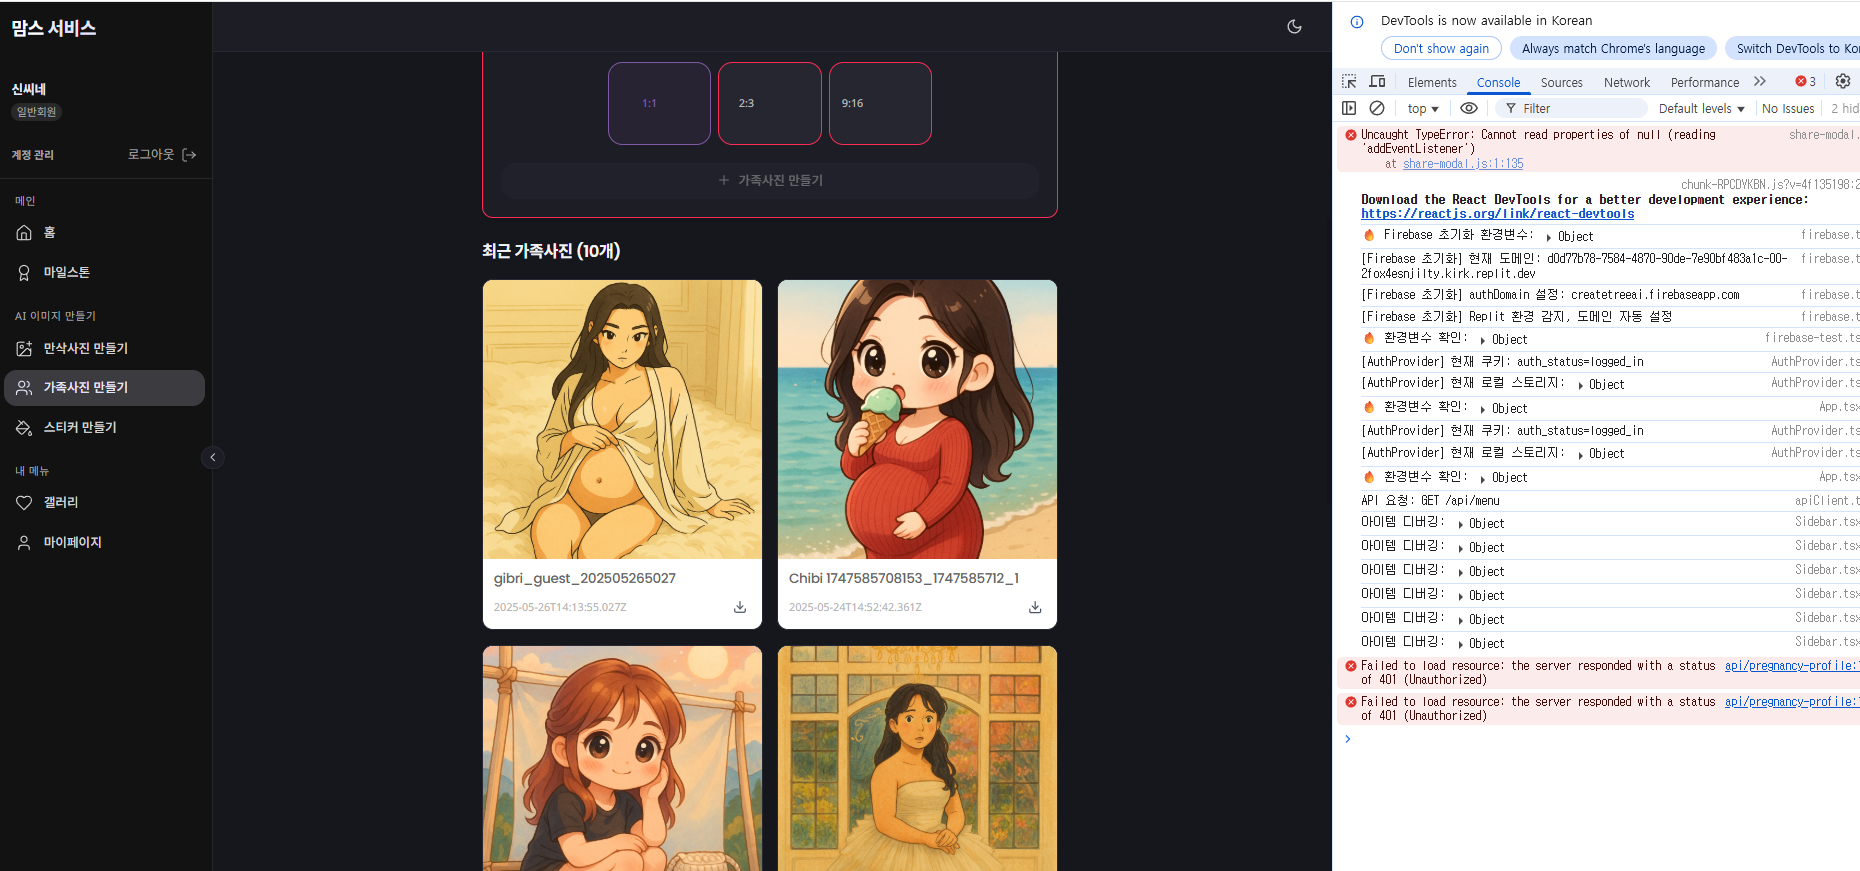 맘스 서비스
신씨네
일반회원
계정 관리
로그아웃
메인
홈
마일스톤
AI 이미지 만들기
만삭사진 만들기
가족사진 만들기
스티커 만들기
내 메뉴
갤러리
마이페이지
1:1
2:3
9:16
+ 가족사진 만들기
최근 가족사진 (10개)
gibri_guest_202505265027
2025-05-26T14:13:55.027Z
Chibi 1747585708153_1747585712_1
2025-05-24T14:52:42.361Z
DevTools is now available in Korean
Don't show again
Always match Chrome's language
Switch DevTools to Ko
Elements
Console
Sources
Network
Performance
3
top
Filter
Default levels
No Issues
2 hid
Uncaught TypeError: Cannot read properties of null (reading share-modal.
'addEventListener')
at share-modal.js:1:135
chunk-RPCDYKBN.js?v=4f135198:2
Download the React DevTools for a better development experience:
https://reactjs.org/link/react-devtools
🔥 Firebase 초기화 환경변수: ▶ Object firebase.t
[Firebase 초기화] 현재 도메인: d0d77b78-7584-4870-90de-7e90bf483a1c-00- firebase.t
2fox4esnjilty.kirk.replit.dev
[Firebase 초기화] authDomain 설정: createtreeai.firebaseapp.com firebase.t
[Firebase 초기화] Replit 환경 감지, 도메인 자동 설정 firebase.t
🔥 환경변수 확인: ▶ Object firebase-test.ts
[AuthProvider] 현재 쿠키: auth_status=logged_in AuthProvider.ts
[AuthProvider] 현재 로컬 스토리지: ▶ Object AuthProvider.ts
🔥 환경변수 확인: ▶ Object App.tsx
[AuthProvider] 현재 쿠키: auth_status=logged_in AuthProvider.ts
[AuthProvider] 현재 로컬 스토리지: ▶ Object AuthProvider.ts
🔥 환경변수 확인: ▶ Object App.tsx
API 요청: GET /api/menu apiClient.t
아이템 디버깅: ▶ Object Sidebar.tsx
아이템 디버깅: ▶ Object Sidebar.tsx
아이템 디버깅: ▶ Object Sidebar.tsx
아이템 디버깅: ▶ Object Sidebar.tsx
아이템 디버깅: ▶ Object Sidebar.tsx
아이템 디버깅: ▶ Object Sidebar.tsx
Failed to load resource: the server responded with a status api/pregnancy-profile:1
of 401 (Unauthorized)
Failed to load resource: the server responded with a status api/pregnancy-profile:1
of 401 (Unauthorized)